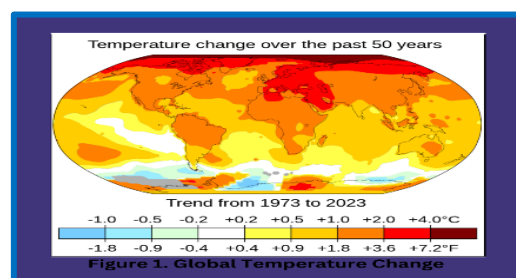 Temperature change over the past 50 years
Trend from 1973 to 2023
-1.0 -0.5 -0.2 +0.2 +0.5 +1.0 +2.0 +4.0°C
-1.8 -0.9 -0.4 +0.4 +0.9 +1.8 +3.6 +7.2°F
Figure 1. Global Temperature Change